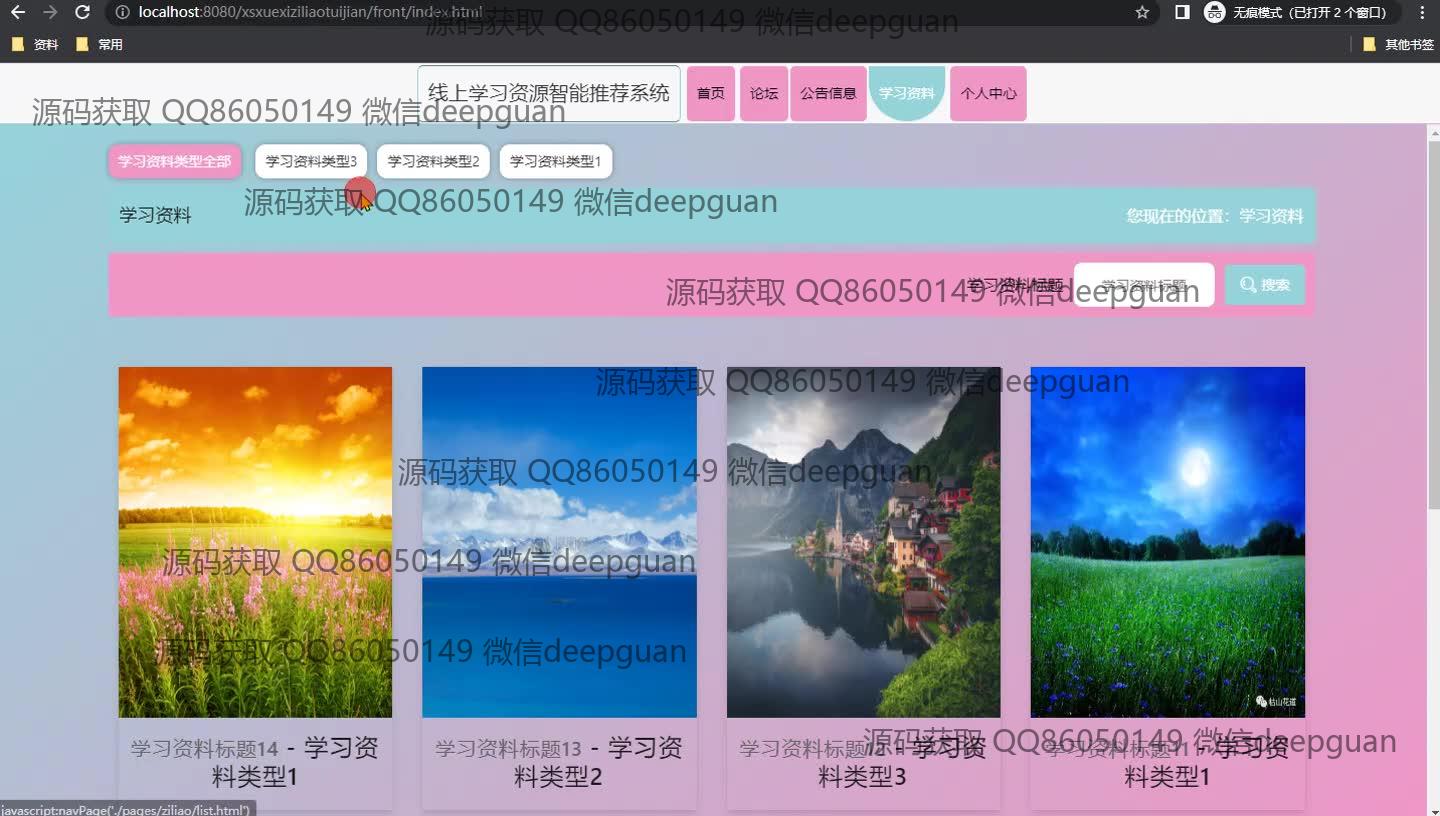 localhost:8080/xsxuexiziliaotuijian/front/index.html
无痕模式（已打开 2 个窗口）
资料
常用
其他书签
源码获取 QQ86050149 微信deepguan
线上学习资源智能推荐系统
首页
论坛
公告信息
学习资料
个人中心
源码获取 QQ86050149 微信deepguan
学习资料类型全部
学习资料类型3
学习资料类型2
学习资料类型1
源码获取 QQ86050149 微信deepguan
学习资料
您现在的位置：学习资料
源码获取 QQ86050149 微信deepguan
学习资料标题
学习资料标题
搜索
源码获取 QQ86050149 微信deepguan
源码获取 QQ86050149 微信deepguan
源码获取 QQ86050149 微信deepguan
源码获取 QQ86050149 微信deepguan
枯山花道
源码获取 QQ86050149 微信deepguan
学习资料标题14 - 学习资
料类型1
学习资料标题13 - 学习资
料类型2
学习资料标题12 - 学习资
料类型3
学习资料标题11 - 学习资
料类型1
javascript:navPage('./pages/ziliao/list.html')